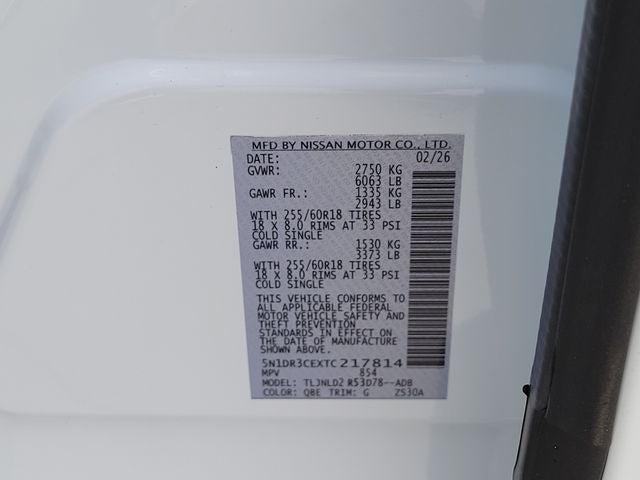 MFD BY NISSAN MOTOR CO., LTD.
DATE: 02/26
GVWR: 2750 KG
6063 LB
GAWR FR.: 1335 KG
2943 LB
WITH 255/60R18 TIRES
18 X 8.0 RIMS AT 33 PSI
COLD SINGLE
GAWR RR.: 1530 KG
3373 LB
WITH 255/60R18 TIRES
18 X 8.0 RIMS AT 33 PSI
COLD SINGLE
THIS VEHICLE CONFORMS TO
ALL APPLICABLE FEDERAL
MOTOR VEHICLE SAFETY AND
THEFT PREVENTION
STANDARDS IN EFFECT ON
THE DATE OF MANUFACTURE
SHOWN ABOVE.
5N1DR3CEXTC217814
MPV 854
MODEL: TLJNLD2 R53D78--ADB
COLOR: QBE TRIM: G ZS30A